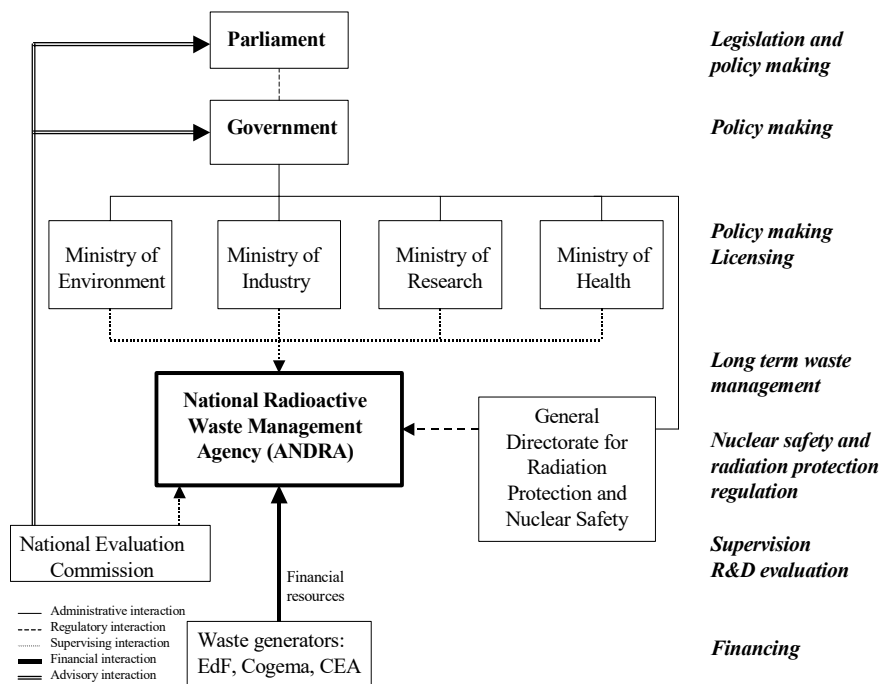 Parliament
Legislation and
policy making
Government
Policy making
Ministry of
Environment
Ministry of
Industry
Ministry of
Research
Ministry of
Health
Policy making
Licensing
Long term waste
management
National Radioactive
Waste Management
Agency (ANDRA)
General
Directorate for
Radiation
Protection and
Nuclear Safety
Nuclear safety and
radiation protection
regulation
National Evaluation
Commission
Supervision
R&D evaluation
Financial
resources
Administrative interaction
Regulatory interaction
Supervising interaction
Financial interaction
Advisory interaction
Waste generators:
EdF, Cogema, CEA
Financing